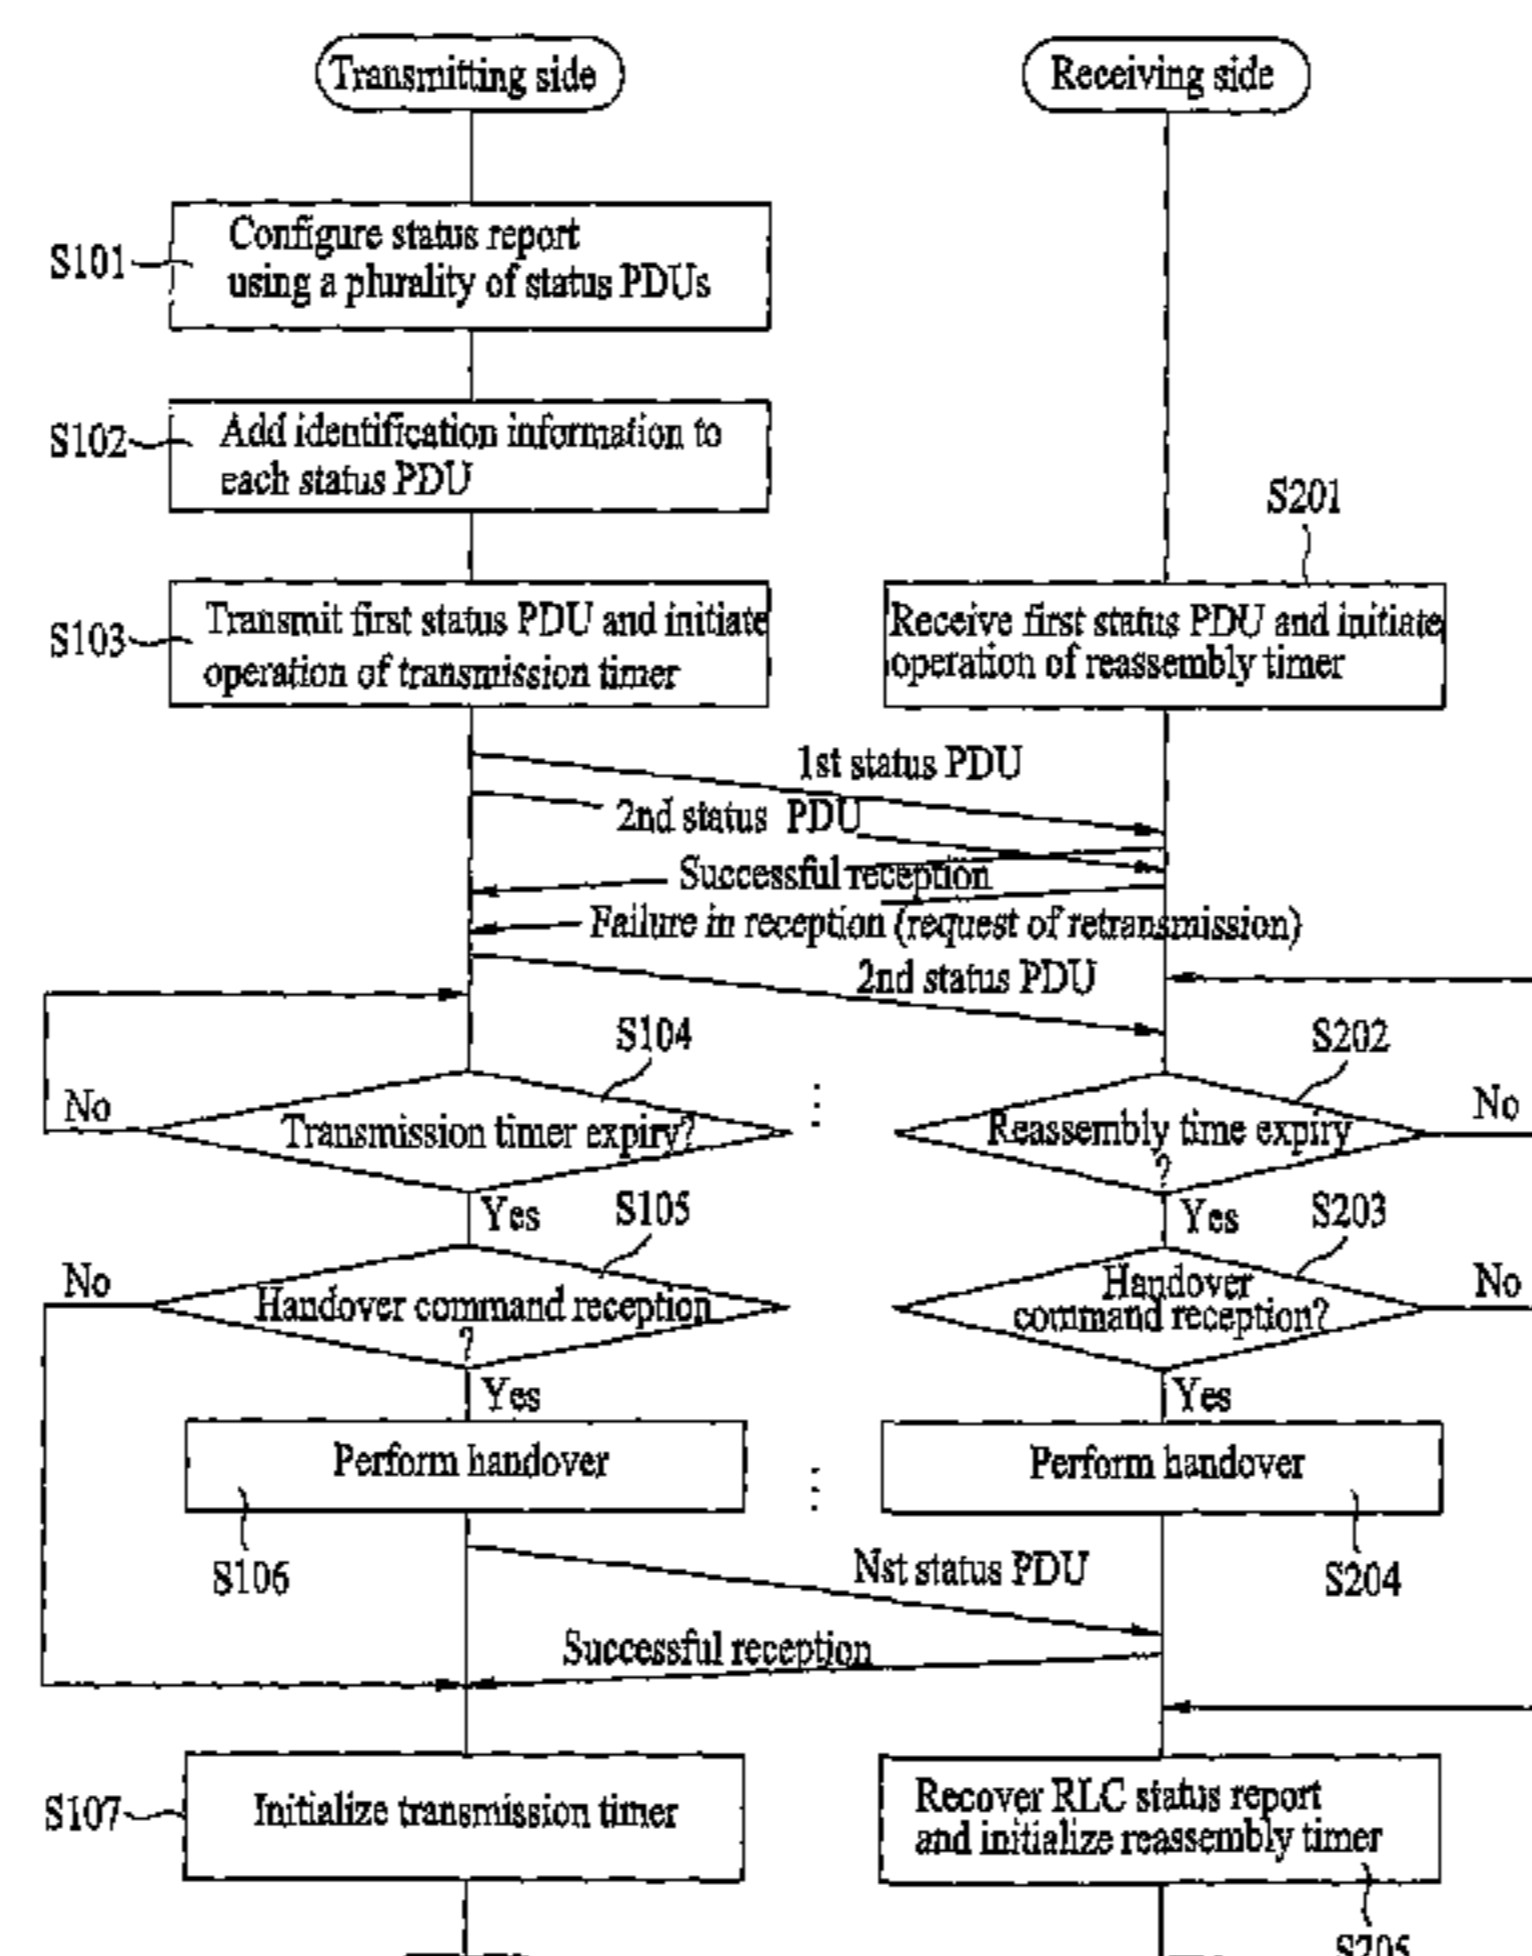 Transmitting side
Receiving side
S101
Configure status report
using a plurality of status PDUs
S102
Add identification information to
each status PDU
S201
S103
Transmit first status PDU and initiate
operation of transmission timer
Receive first status PDU and initiate
operation of reassembly timer
1st status PDU
2nd status PDU
Successful reception
Failure in reception (request of retransmission)
2nd status PDU
S104
S202
No
Transmission timer expiry?
Reassembly time expiry
?
No
Yes
S105
Yes
S203
No
Handover command reception
?
Handover
command reception?
No
Yes
Yes
Perform handover
Perform handover
S106
S204
Nst status PDU
Successful reception
S107
Initialize transmission timer
Recover RLC status report
and initialize reassembly timer
S205